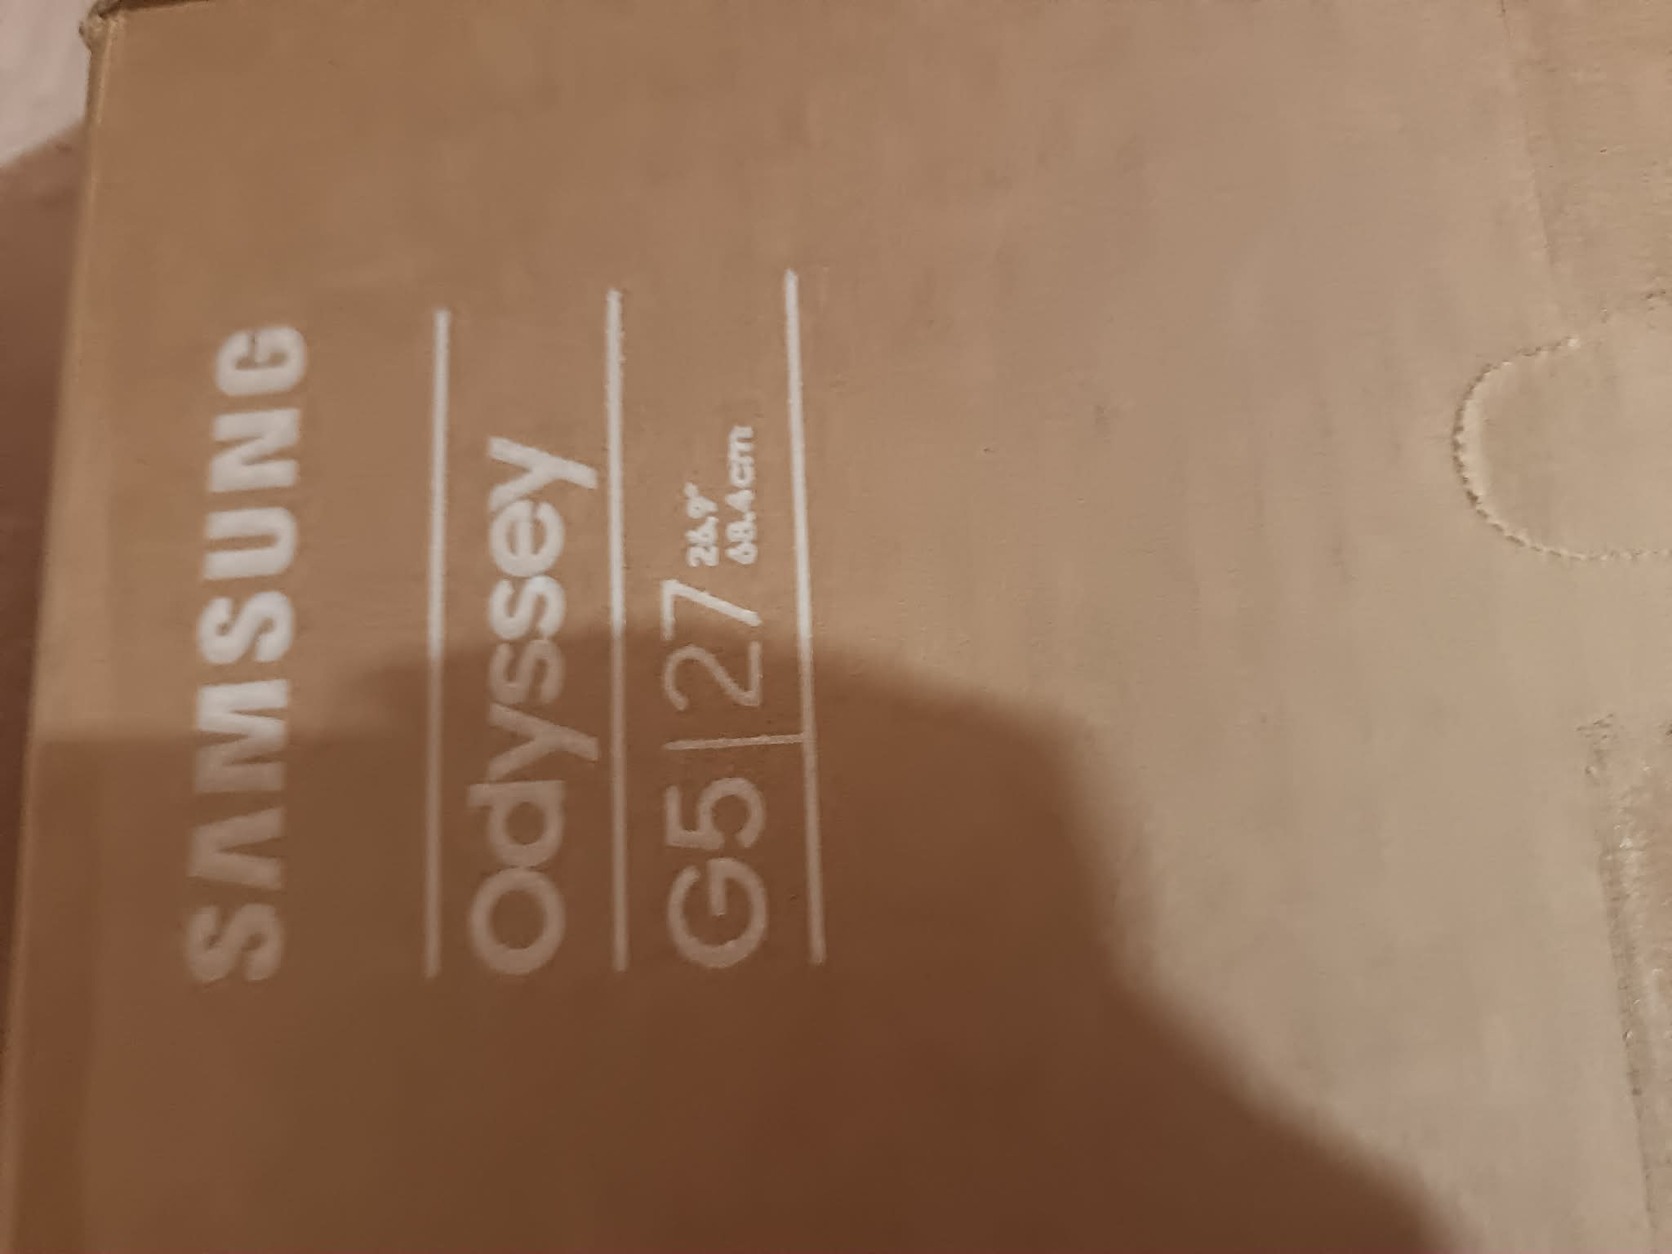 SAMSUNG
Odyssey
G5 | 27
26.9"
68.4cm